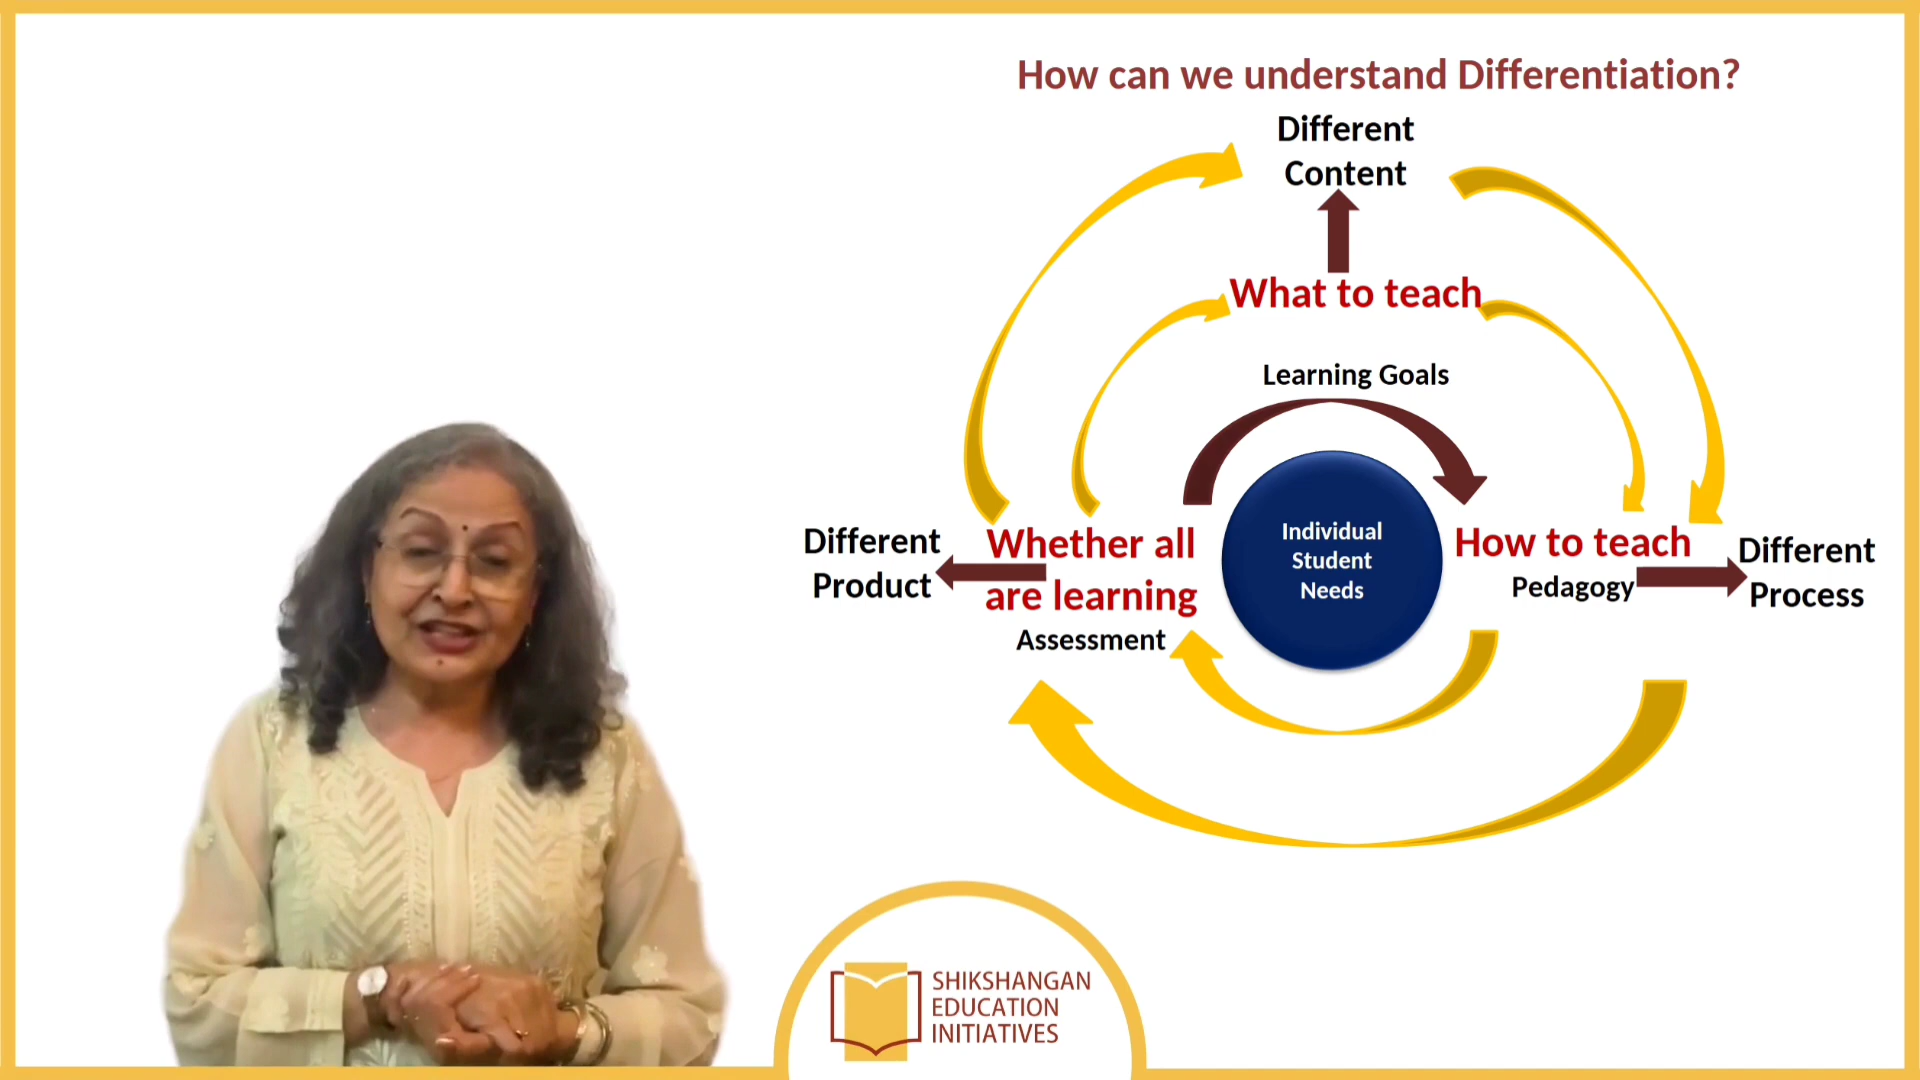 How can we understand Differentiation?
Different
Content
What to teach
Learning Goals
Different
Product
Whether all
are learning
Assessment
Individual
Student
Needs
How to teach
Pedagogy
Different
Process
SHIKSHANGAN
EDUCATION
INITIATIVES